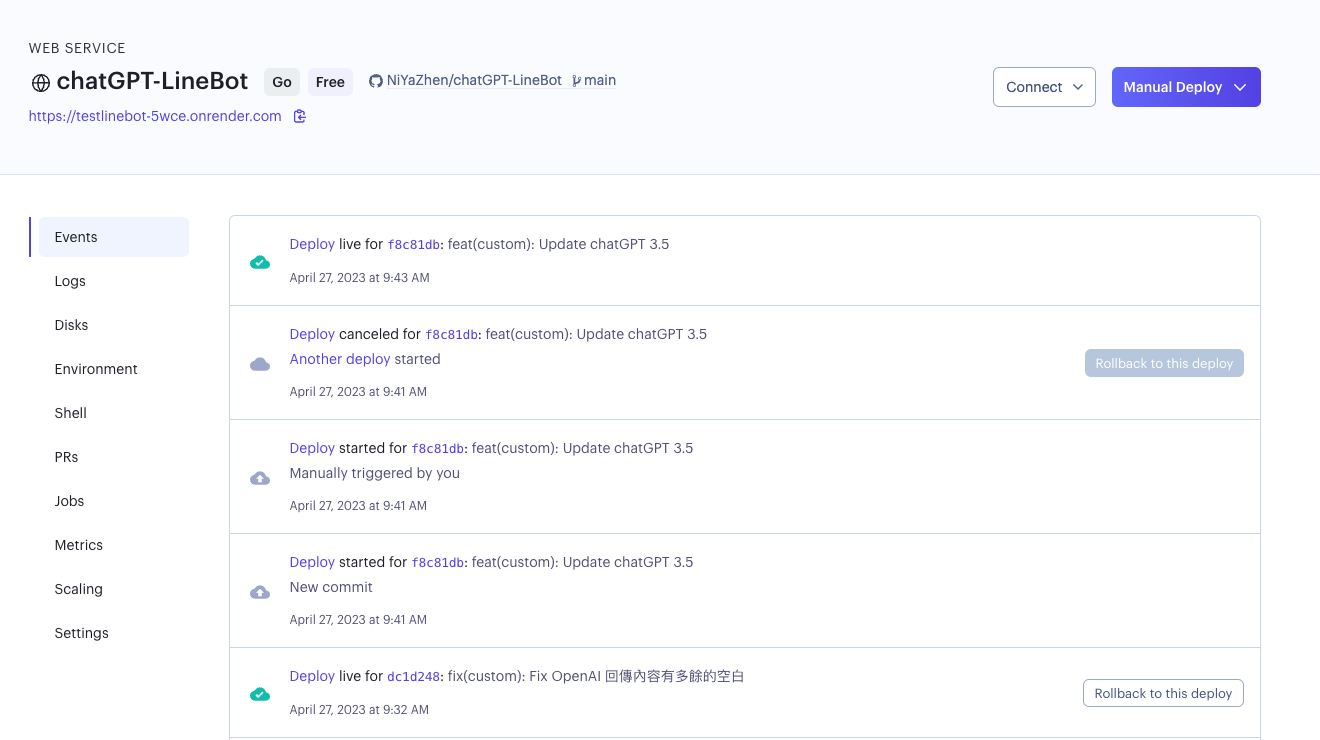 WEB SERVICE
chatGPT-LineBot Go Free NiYaZhen/chatGPT-LineBot main
https://testlinebot-5wce.onrender.com
Connect
Manual Deploy
Events
Logs
Disks
Environment
Shell
PRs
Jobs
Metrics
Scaling
Settings
Deploy live for f8c81db: feat(custom): Update chatGPT 3.5
April 27, 2023 at 9:43 AM
Deploy canceled for f8c81db: feat(custom): Update chatGPT 3.5
Another deploy started
April 27, 2023 at 9:41 AM
Rollback to this deploy
Deploy started for f8c81db: feat(custom): Update chatGPT 3.5
Manually triggered by you
April 27, 2023 at 9:41 AM
Deploy started for f8c81db: feat(custom): Update chatGPT 3.5
New commit
April 27, 2023 at 9:41 AM
Deploy live for dc1d248: fix(custom): Fix OpenAI 回傳內容有多餘的空白
April 27, 2023 at 9:32 AM
Rollback to this deploy